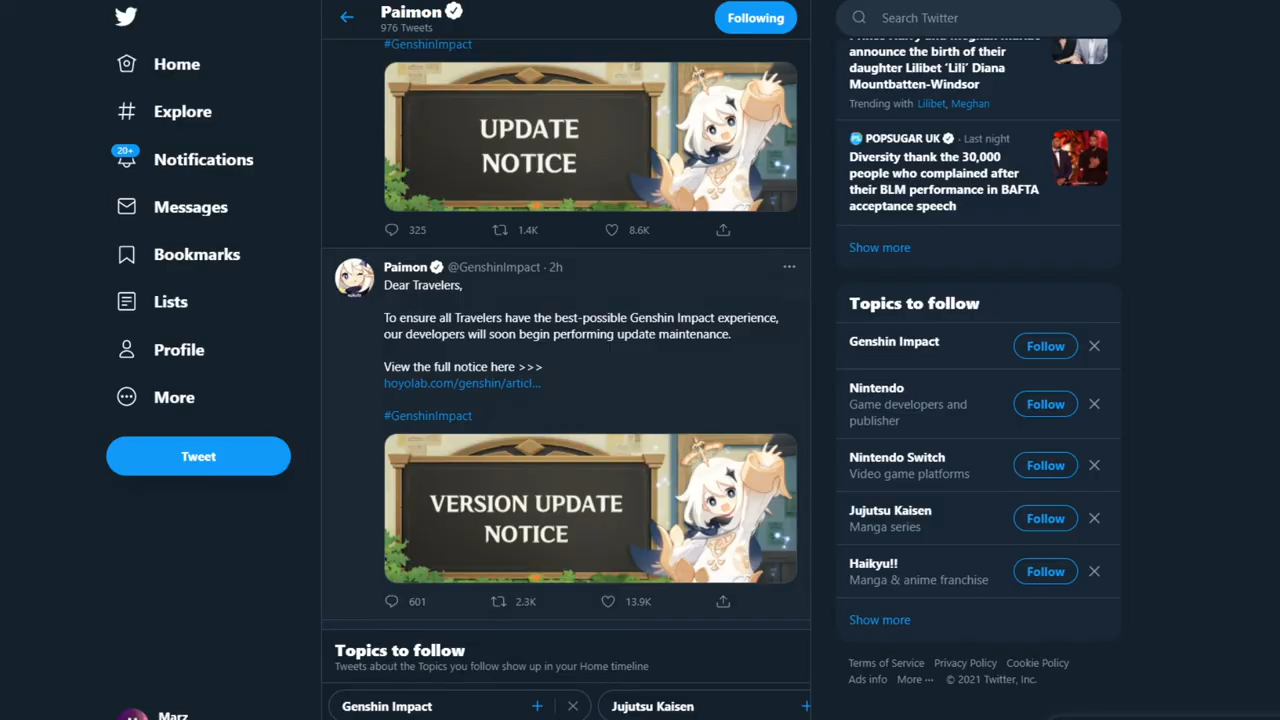 Home
Explore
20+
Notifications
Messages
Bookmarks
Lists
Profile
More
Tweet
Marz
Paimon
976 Tweets
Following
#GenshinImpact
UPDATE
NOTICE
325
1.4K
8.6K
Paimon @GenshinImpact · 2h
Dear Travelers,
To ensure all Travelers have the best-possible Genshin Impact experience,
our developers will soon begin performing update maintenance.
View the full notice here >>>
hoyolab.com/genshin/articl...
#GenshinImpact
VERSION UPDATE
NOTICE
601
2.3K
13.9K
Topics to follow
Tweets about the Topics you follow show up in your Home timeline
Genshin Impact
Jujutsu Kaisen
Search Twitter
announce the birth of their
daughter Lilibet ‘Lili’ Diana
Mountbatten-Windsor
Trending with Lilibet, Meghan
POPSUGAR UK · Last night
Diversity thank the 30,000
people who complained after
their BLM performance in BAFTA
acceptance speech
Show more
Topics to follow
Genshin Impact
Follow
Nintendo
Game developers and
publisher
Follow
Nintendo Switch
Video game platforms
Follow
Jujutsu Kaisen
Manga series
Follow
Haikyu!!
Manga & anime franchise
Follow
Show more
Terms of Service Privacy Policy Cookie Policy
Ads info More ··· © 2021 Twitter, Inc.